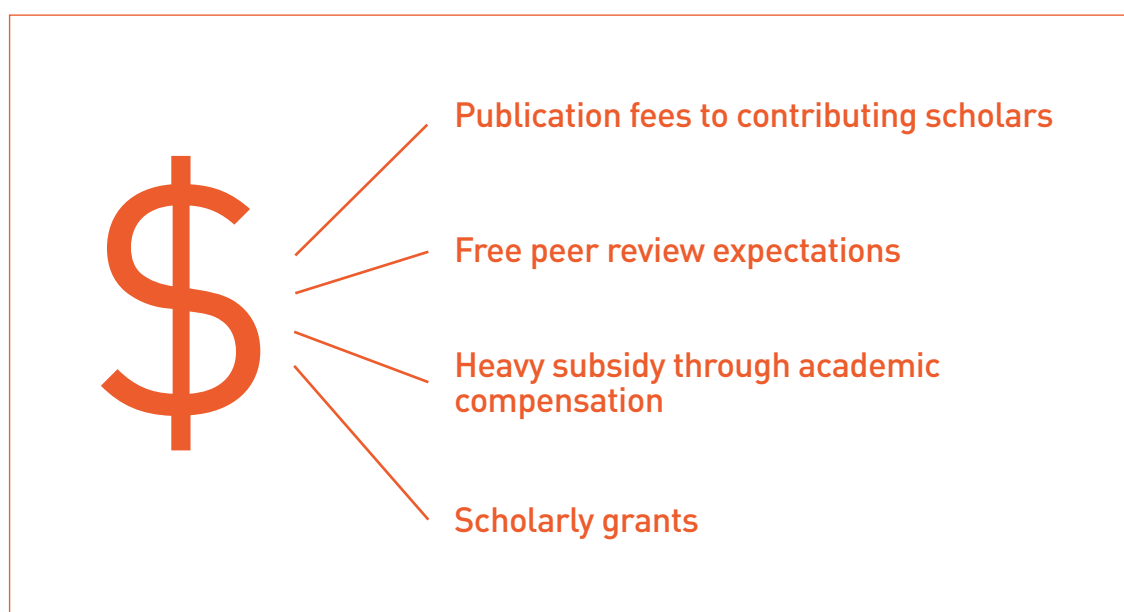 $
Publication fees to contributing scholars
Free peer review expectations
Heavy subsidy through academic
compensation
Scholarly grants